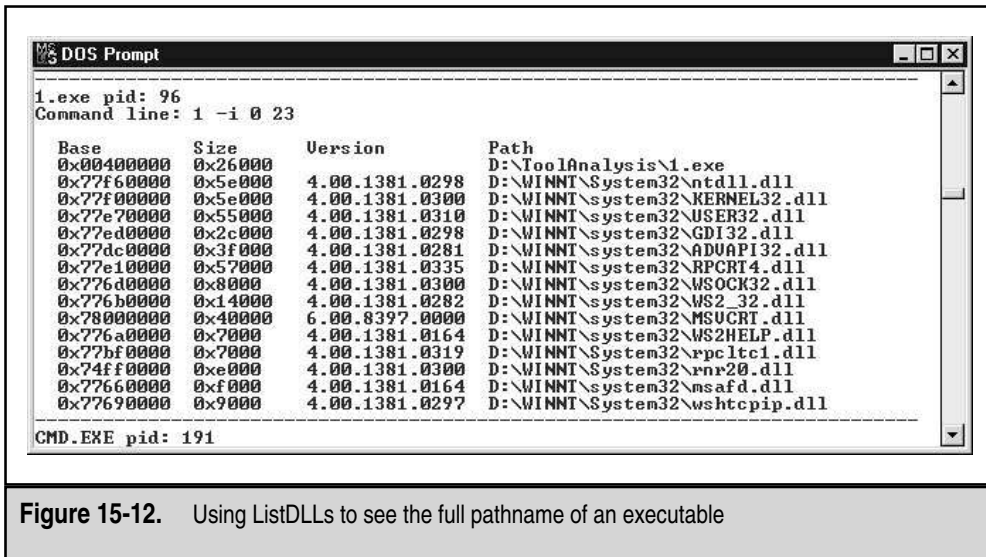 DOS Prompt
1.exe pid: 96
Command line: 1 -i 0 23
Base Size Version Path
0x00400000 0x26000 D:\ToolAnalysis\1.exe
0x77f60000 0x5e000 4.00.1381.0298 D:\WINNT\System32\ntdll.dll
0x77f00000 0x5e000 4.00.1381.0300 D:\WINNT\system32\KERNEL32.dll
0x77e70000 0x55000 4.00.1381.0310 D:\WINNT\system32\USER32.dll
0x77ed0000 0x2c000 4.00.1381.0298 D:\WINNT\system32\GDI32.dll
0x77dc0000 0x3f000 4.00.1381.0281 D:\WINNT\system32\ADVAPI32.dll
0x77e10000 0x57000 4.00.1381.0335 D:\WINNT\system32\RPCRT4.dll
0x776d0000 0x8000 4.00.1381.0300 D:\WINNT\system32\WSOCK32.dll
0x776b0000 0x14000 4.00.1381.0282 D:\WINNT\system32\WS2_32.dll
0x78000000 0x40000 6.00.8397.0000 D:\WINNT\system32\MSVCRT.dll
0x776a0000 0x7000 4.00.1381.0164 D:\WINNT\system32\WS2HELP.dll
0x77bf0000 0x7000 4.00.1381.0319 D:\WINNT\System32\rpcltc1.dll
0x74ff0000 0xe000 4.00.1381.0300 D:\WINNT\System32\rnr20.dll
0x77660000 0xf000 4.00.1381.0164 D:\WINNT\system32\msafd.dll
0x77690000 0x9000 4.00.1381.0297 D:\WINNT\System32\wshtcpip.dll
CMD.EXE pid: 191
Figure 15-12. Using ListDLLs to see the full pathname of an executable